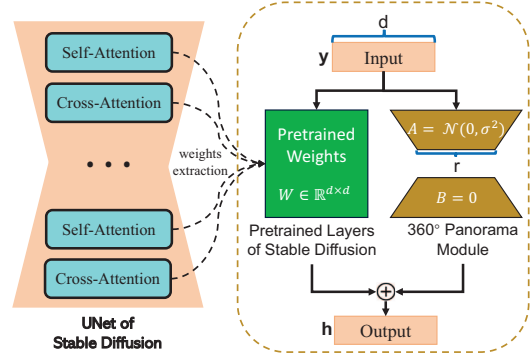 Self-Attention
Cross-Attention
• • •
Self-Attention
Cross-Attention
UNet of
Stable Diffusion
weights
extraction
d
y
Input
Pretrained
Weights
W ∈ ℝ^{d×d}
A = 𝒩(0, σ²)
r
B = 0
Pretrained Layers
of Stable Diffusion
360° Panorama
Module
+
h
Output